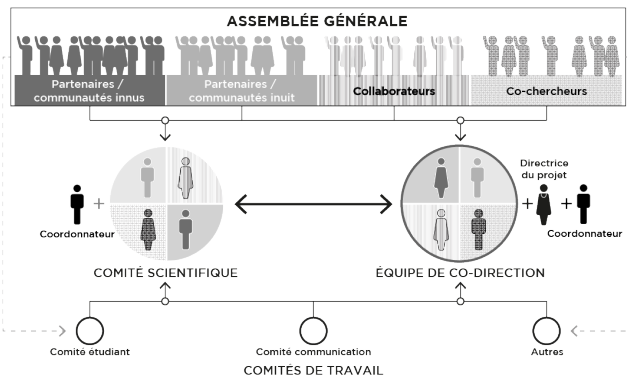 ASSEMBLÉE GÉNÉRALE
Partenaires /
communautés innus
Partenaires /
communautés inuit
Collaborateurs
Co-chercheurs
Directrice
du projet
+
+ +
Coordonnateur
Coordonnateur
COMITÉ SCIENTIFIQUE
ÉQUIPE DE CO-DIRECTION
Comité étudiant
Comité communication
Autres
COMITÉS DE TRAVAIL